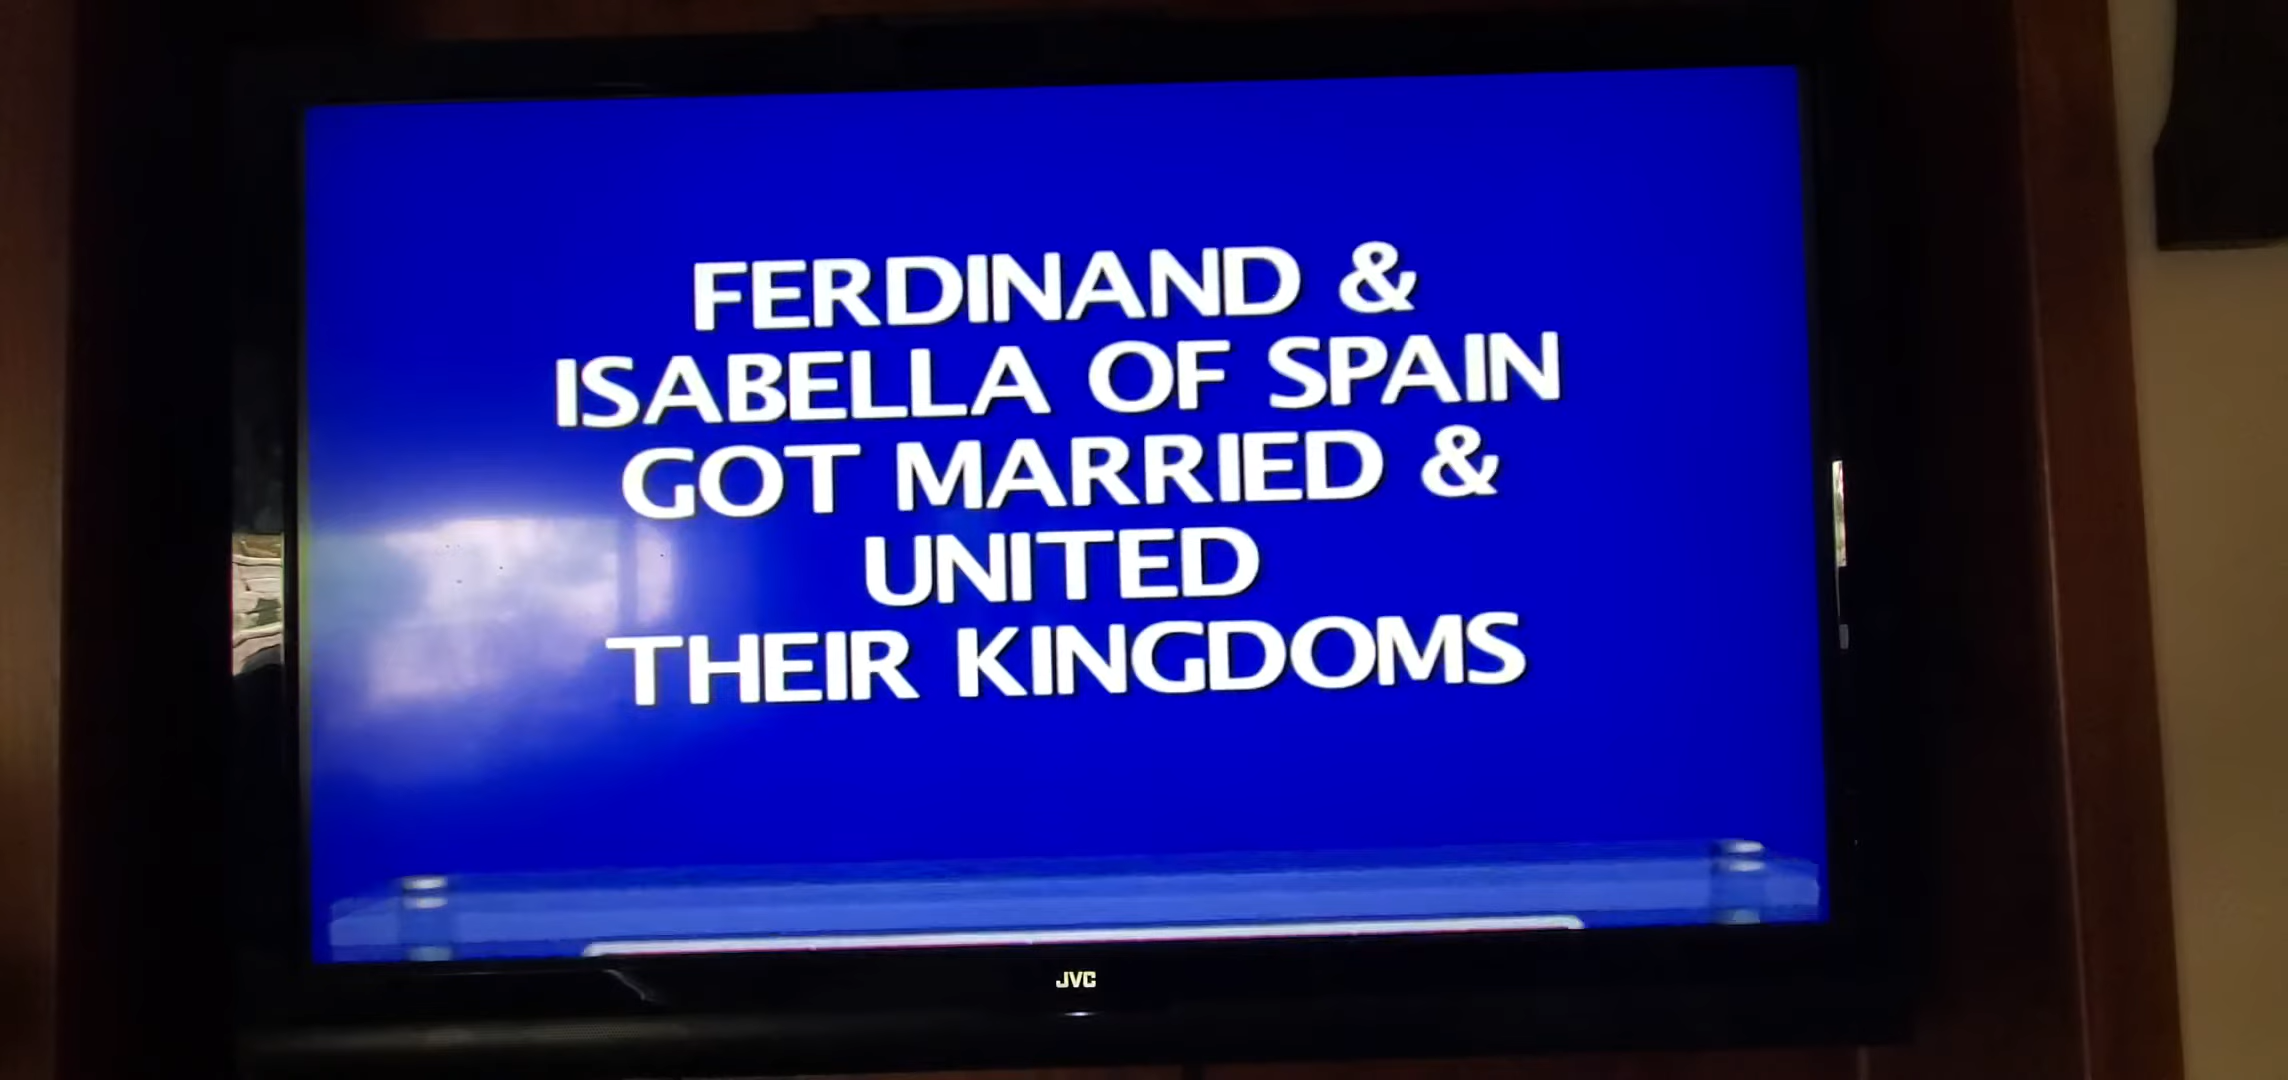 FERDINAND &
ISABELLA OF SPAIN
GOT MARRIED &
UNITED
THEIR KINGDOMS
JVC